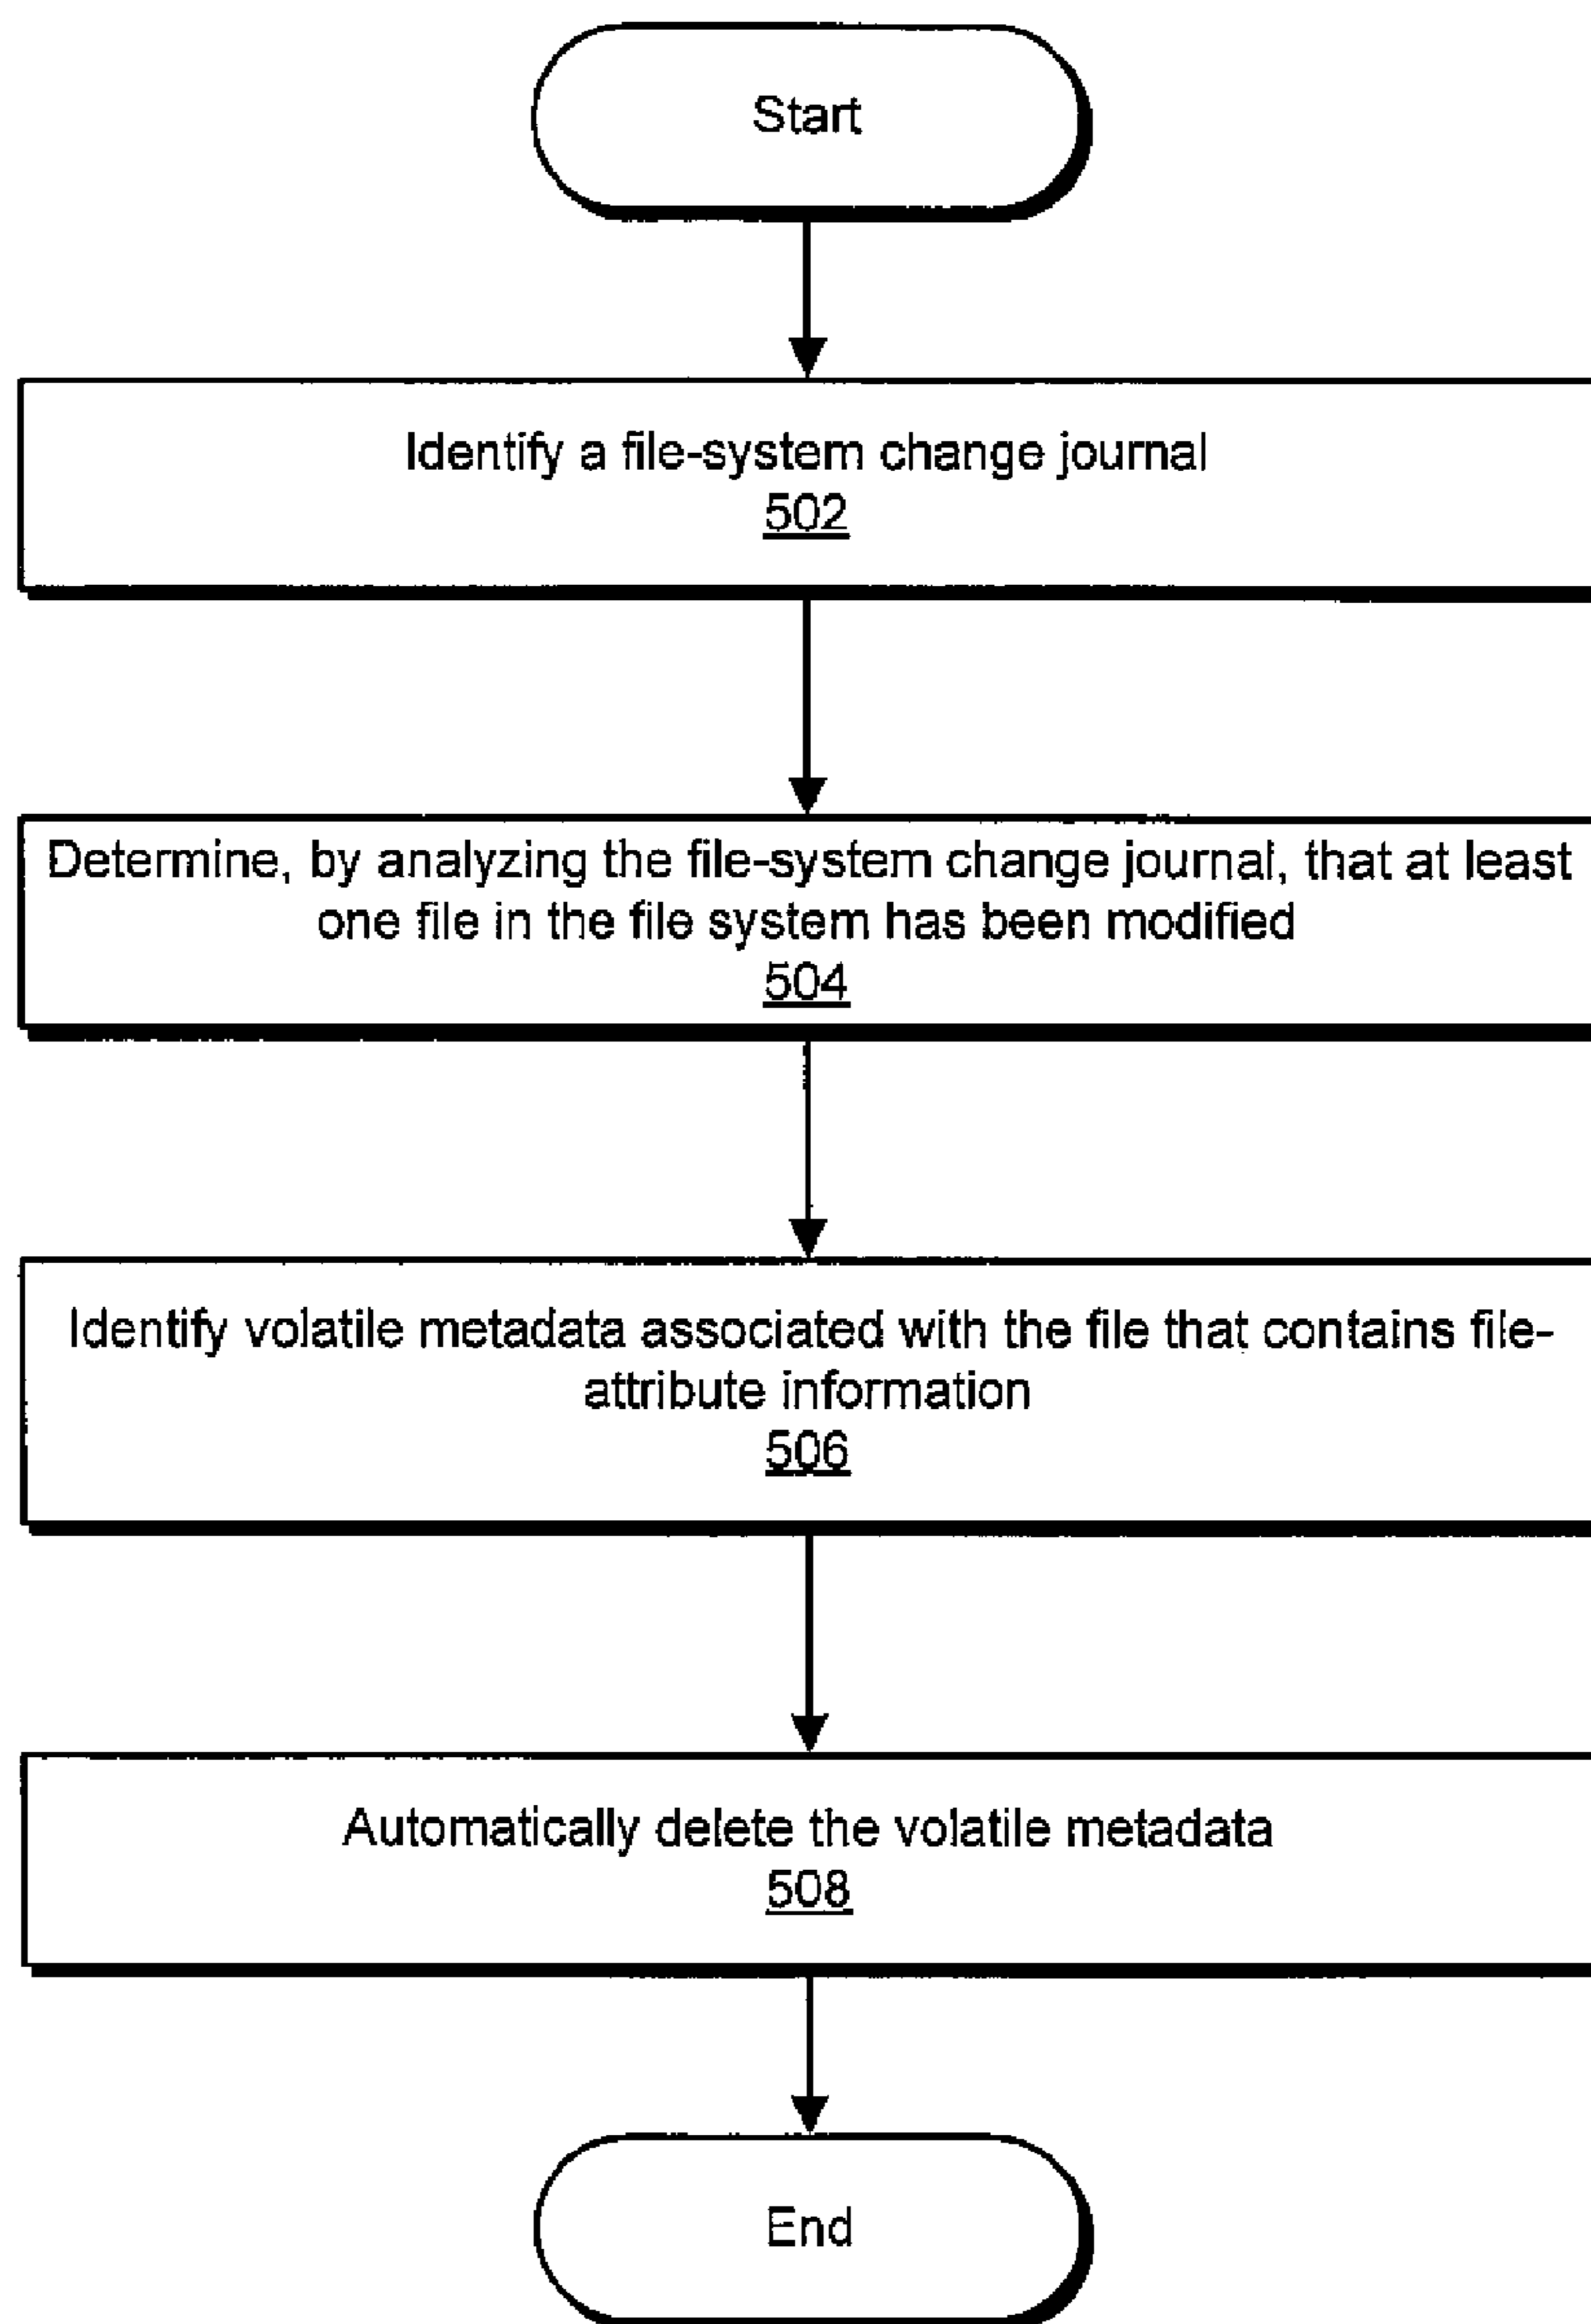 Start
Identify a file-system change journal
502
Determine, by analyzing the file-system change journal, that at least
one file in the file system has been modified
504
Identify volatile metadata associated with the file that contains file-
attribute information
506
Automatically delete the volatile metadata
508
End